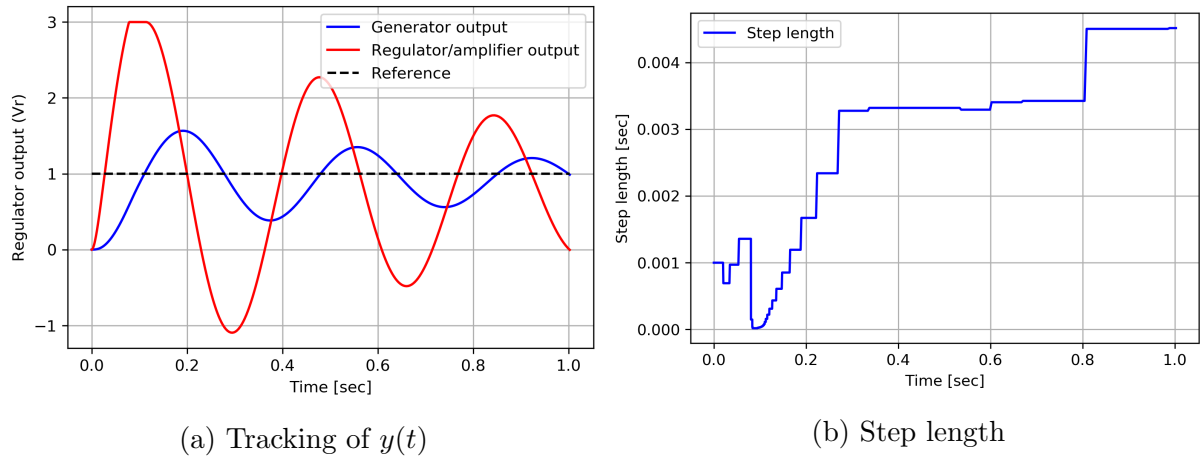 3
2
1
0
−1
Regulator output (Vr)
Generator output
Regulator/amplifier output
Reference
0.0 0.2 0.4 0.6 0.8 1.0
Time [sec]
(a) Tracking of y(t)
0.004
0.003
0.002
0.001
0.000
Step length [sec]
Step length
0.0 0.2 0.4 0.6 0.8 1.0
Time [sec]
(b) Step length